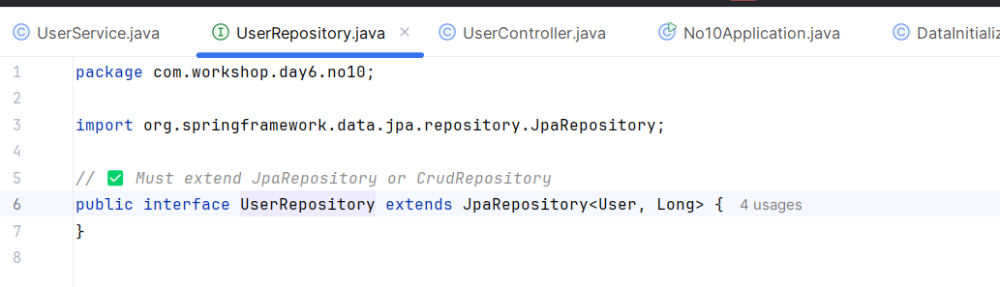 UserService.java UserRepository.java UserController.java No10Application.java DataInitializ
1 package com.workshop.day6.no10;
2
3 import org.springframework.data.jpa.repository.JpaRepository;
4
5 // ✅ Must extend JpaRepository or CrudRepository
6 public interface UserRepository extends JpaRepository<User, Long> { 4 usages
7 }
8